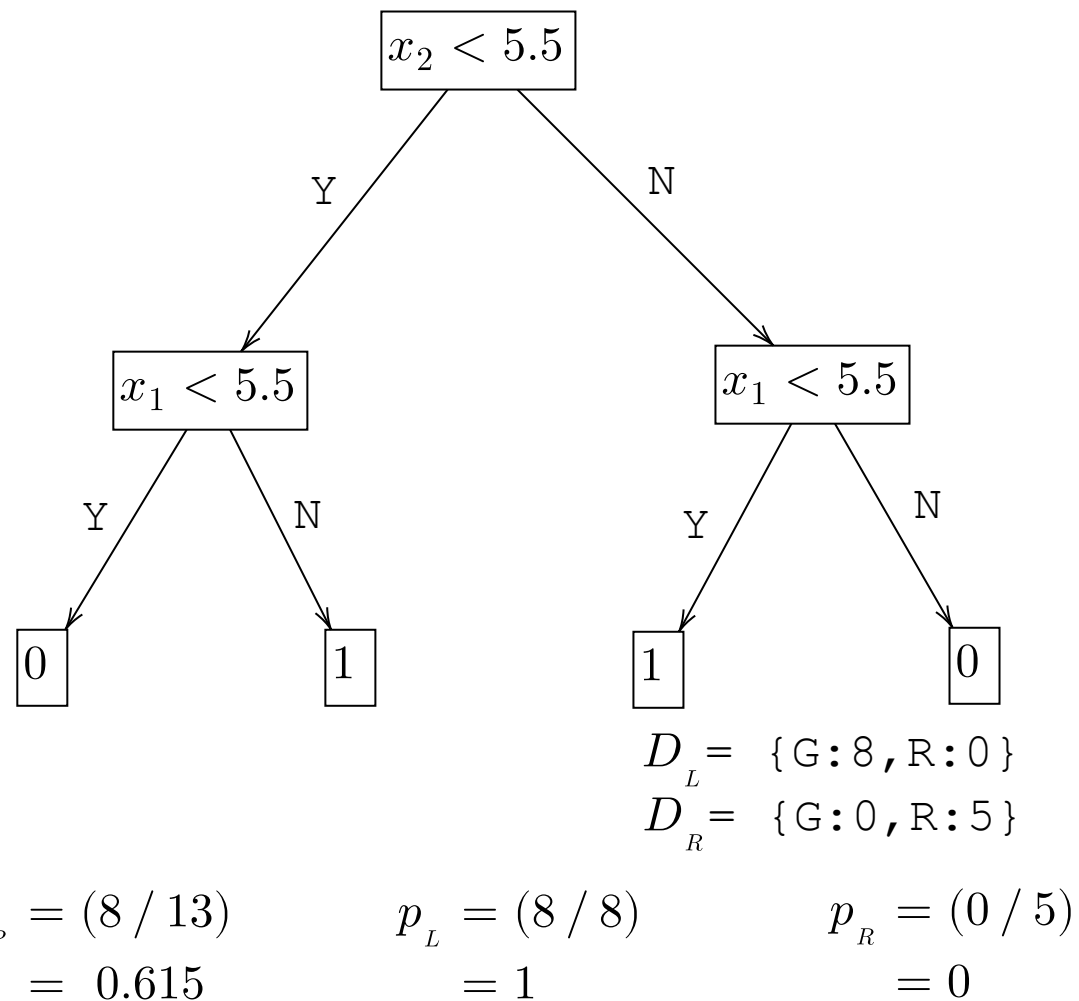 x₂ < 5.5
Y N
x₁ < 5.5 x₁ < 5.5
Y N Y N
0 1 1 0
D_L = {G:8,R:0}
D_R = {G:0,R:5}
= (8 / 13) p_L = (8 / 8) p_R = (0 / 5)
= 0.615 = 1 = 0